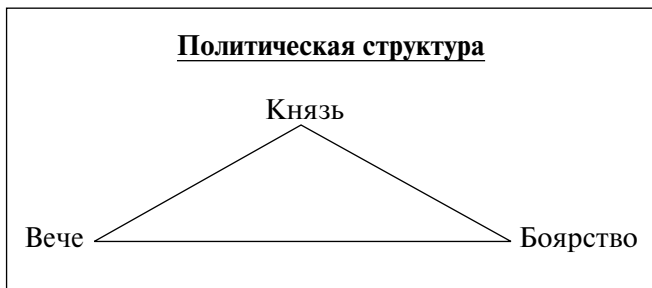 Политическая структура
Князь
Вече
Боярство